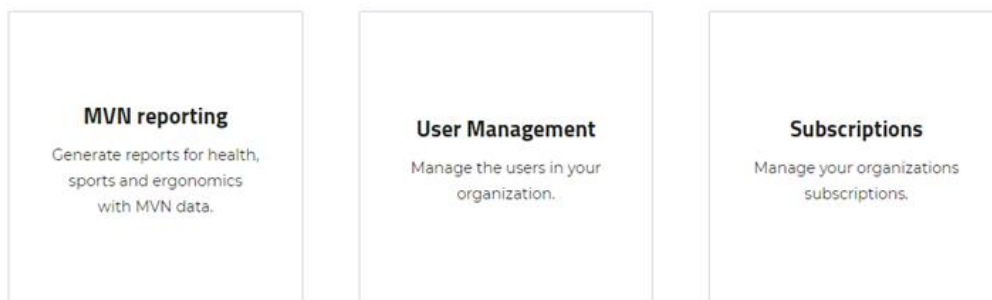 MVN reporting
Generate reports for health,
sports and ergonomics
with MVN data.
User Management
Manage the users in your
organization.
Subscriptions
Manage your organizations
subscriptions.